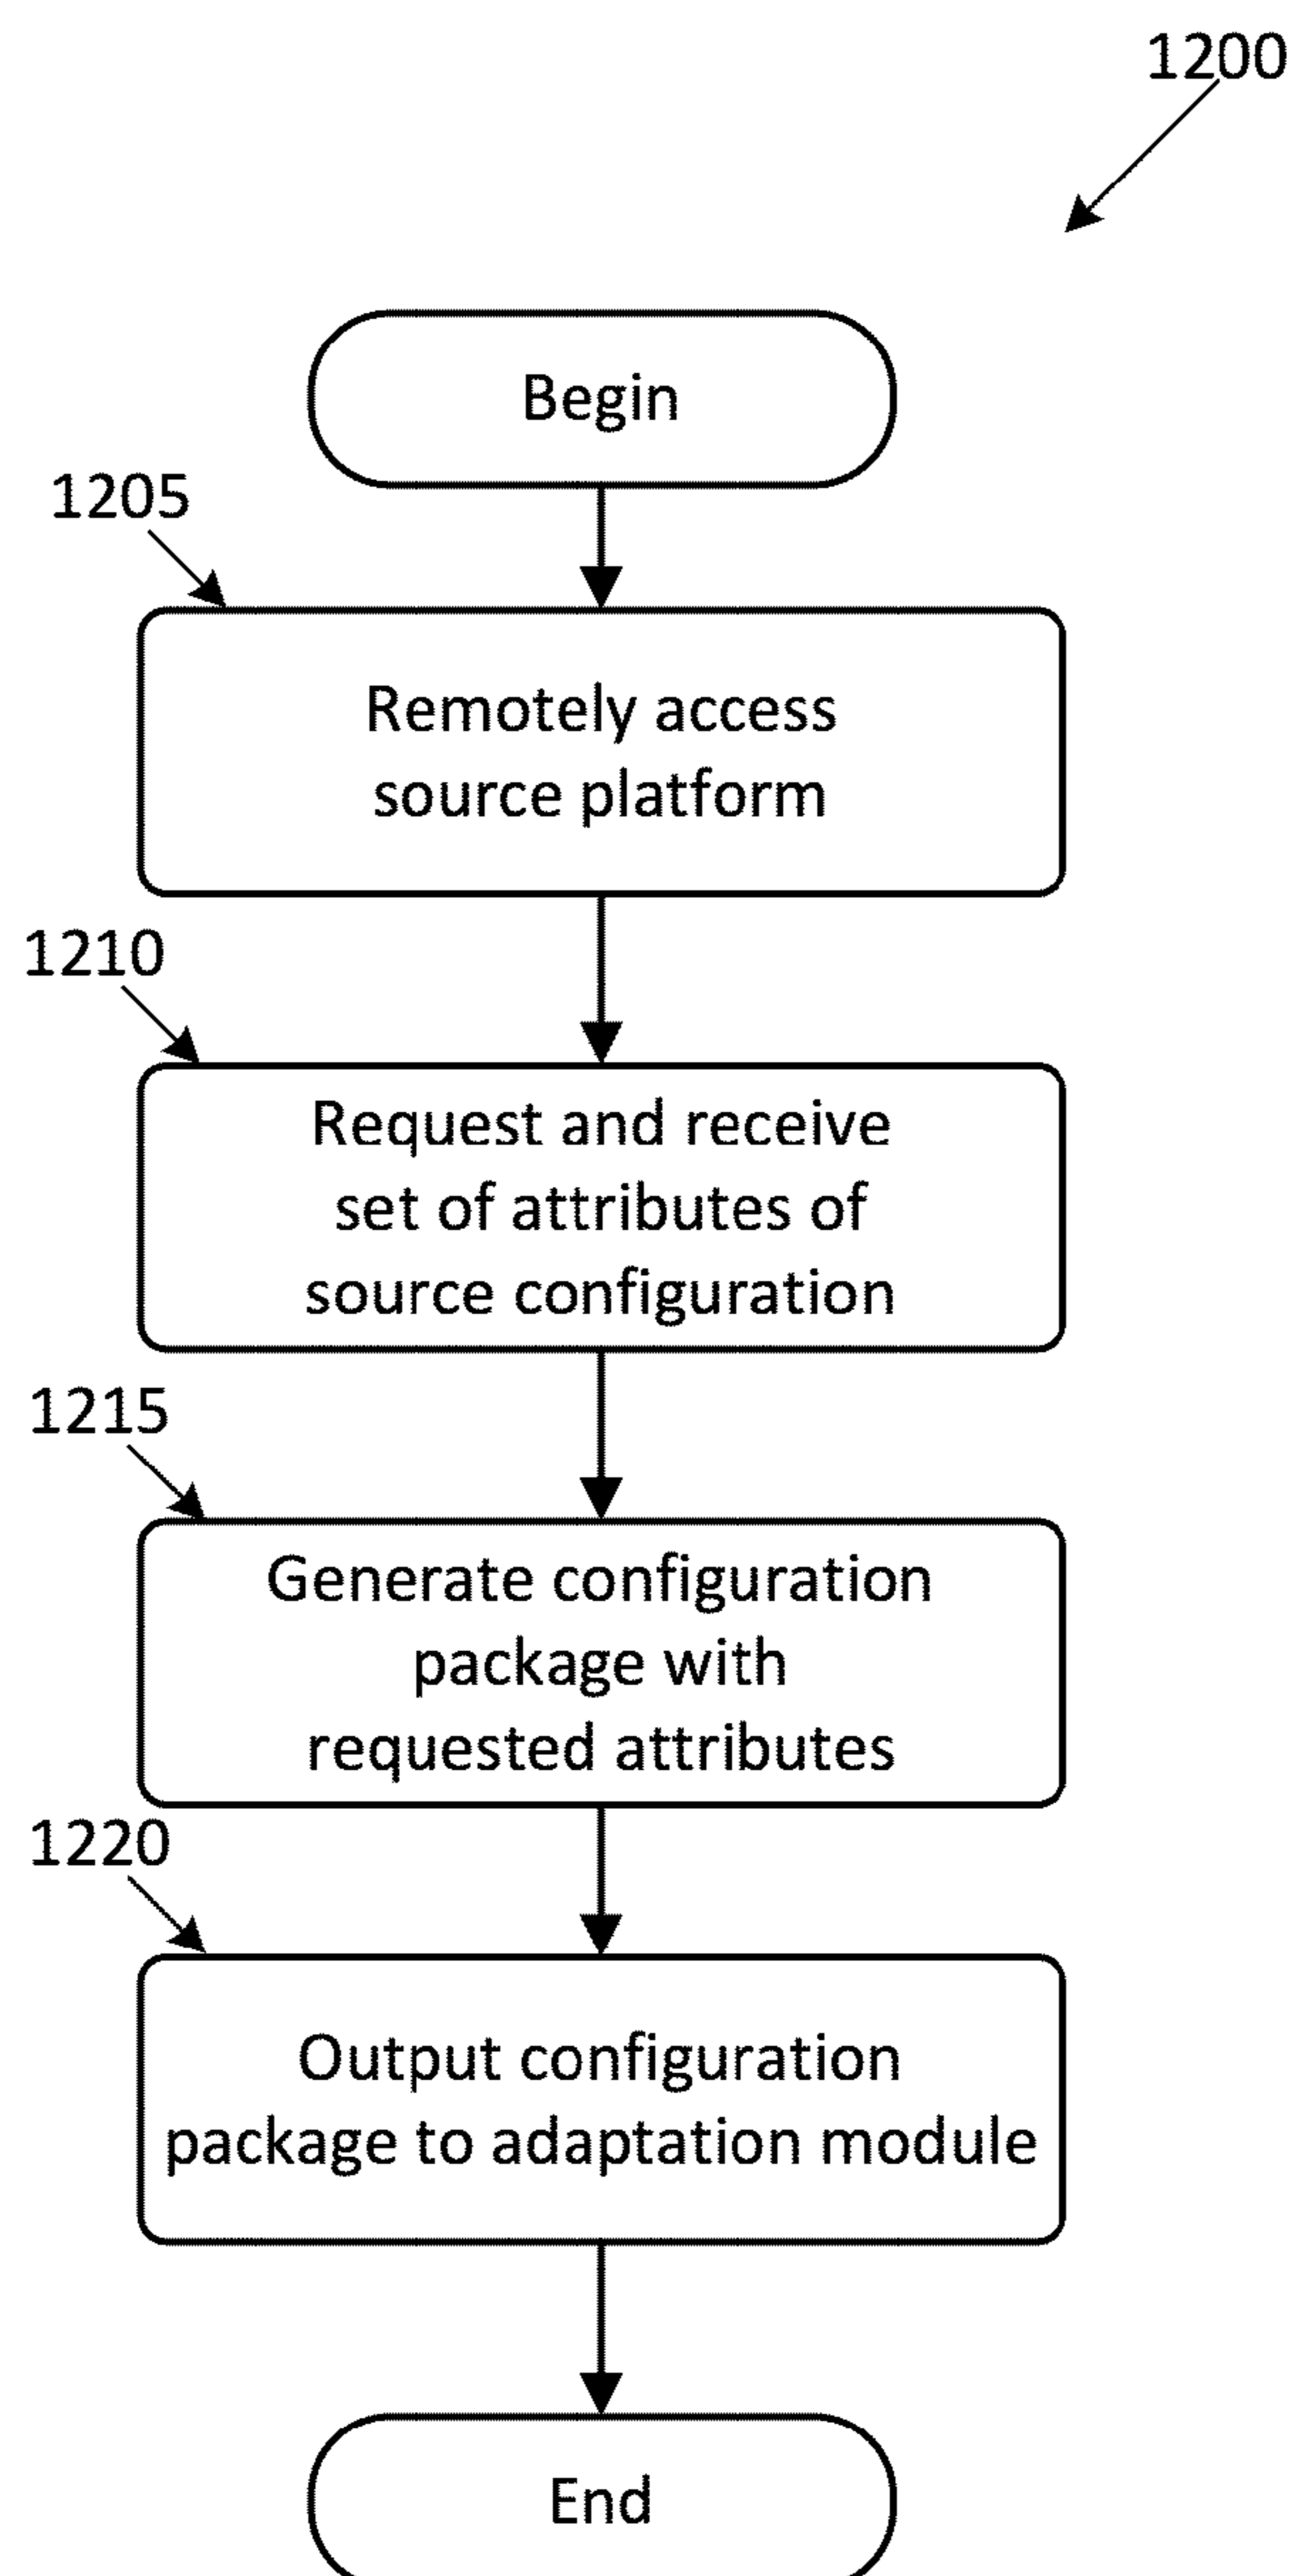 1200
Begin
1205
Remotely access
source platform
1210
Request and receive
set of attributes of
source configuration
1215
Generate configuration
package with
requested attributes
1220
Output configuration
package to adaptation module
End